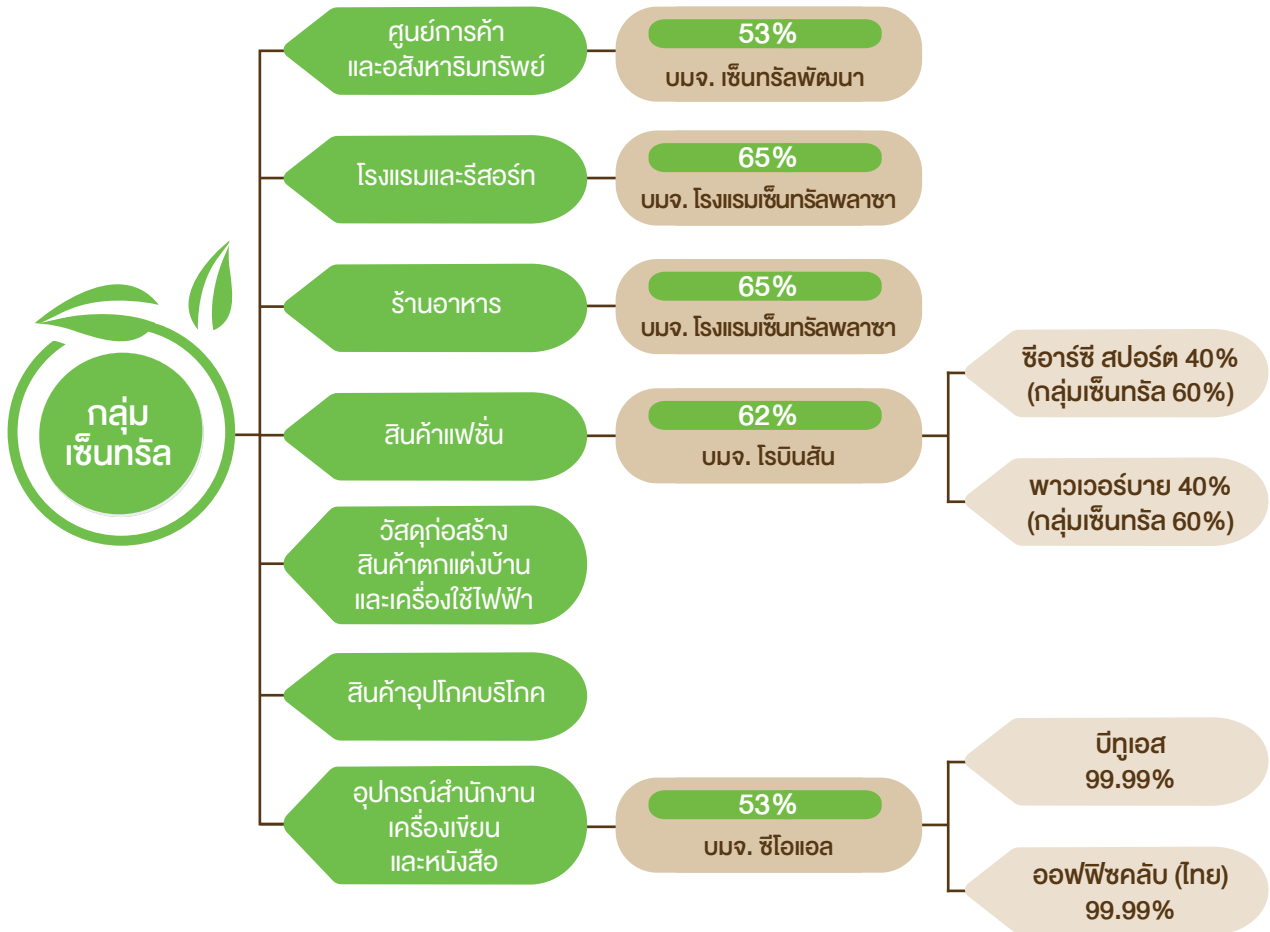 กลุ่ม
เซ็นทรัล
ศูนย์การค้า
และอสังหาริมทรัพย์
53%
บมจ. เซ็นทรัลพัฒนา
โรงแรมและรีสอร์ท
65%
บมจ. โรงแรมเซ็นทรัลพลาซา
ร้านอาหาร
65%
บมจ. โรงแรมเซ็นทรัลพลาซา
สินค้าแฟชั่น
62%
บมจ. โรบินสัน
ซีอาร์ซี สปอร์ต 40%
(กลุ่มเซ็นทรัล 60%)
พาวเวอร์บาย 40%
(กลุ่มเซ็นทรัล 60%)
วัสดุก่อสร้าง
สินค้าตกแต่งบ้าน
และเครื่องใช้ไฟฟ้า
สินค้าอุปโภคบริโภค
อุปกรณ์สำนักงาน
เครื่องเขียน
และหนังสือ
53%
บมจ. ซีโอแอล
บีทูเอส
99.99%
ออฟฟิซคลับ (ไทย)
99.99%